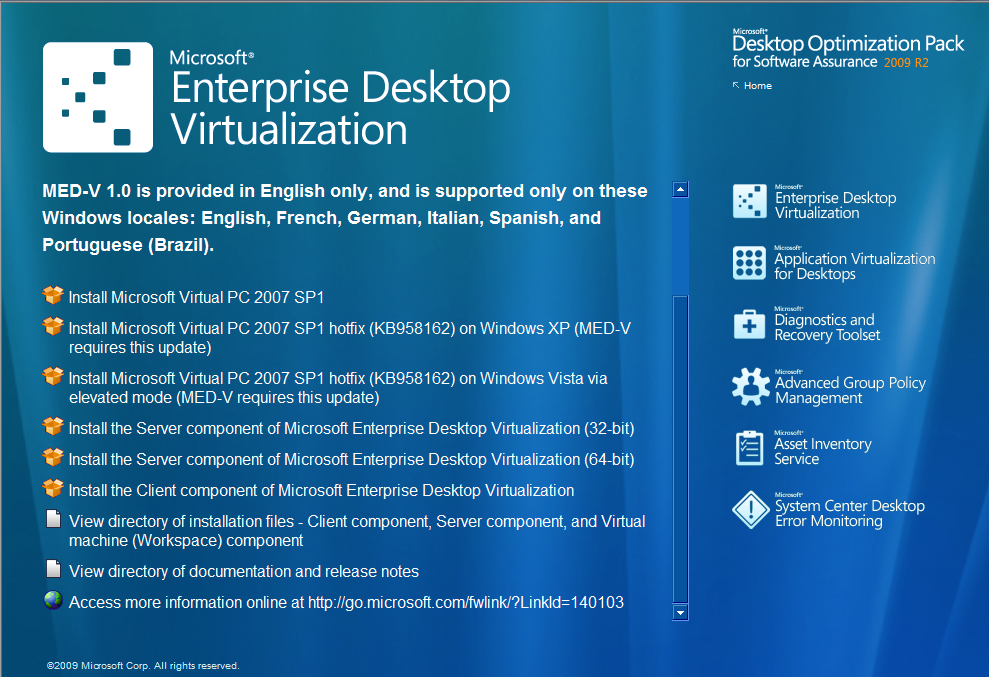 Microsoft®
Enterprise Desktop
Virtualization
MED-V 1.0 is provided in English only, and is supported only on these
Windows locales: English, French, German, Italian, Spanish, and
Portuguese (Brazil).
Install Microsoft Virtual PC 2007 SP1
Install Microsoft Virtual PC 2007 SP1 hotfix (KB958162) on Windows XP (MED-V
requires this update)
Install Microsoft Virtual PC 2007 SP1 hotfix (KB958162) on Windows Vista via
elevated mode (MED-V requires this update)
Install the Server component of Microsoft Enterprise Desktop Virtualization (32-bit)
Install the Server component of Microsoft Enterprise Desktop Virtualization (64-bit)
Install the Client component of Microsoft Enterprise Desktop Virtualization
View directory of installation files - Client component, Server component, and Virtual
machine (Workspace) component
View directory of documentation and release notes
Access more information online at http://go.microsoft.com/fwlink/?LinkId=140103
©2009 Microsoft Corp. All rights reserved.
Microsoft®
Desktop Optimization Pack
for Software Assurance 2009 R2
Home
Microsoft®
Enterprise Desktop
Virtualization
Microsoft®
Application Virtualization
for Desktops
Microsoft®
Diagnostics and
Recovery Toolset
Microsoft®
Advanced Group Policy
Management
Microsoft®
Asset Inventory
Service
Microsoft®
System Center Desktop
Error Monitoring